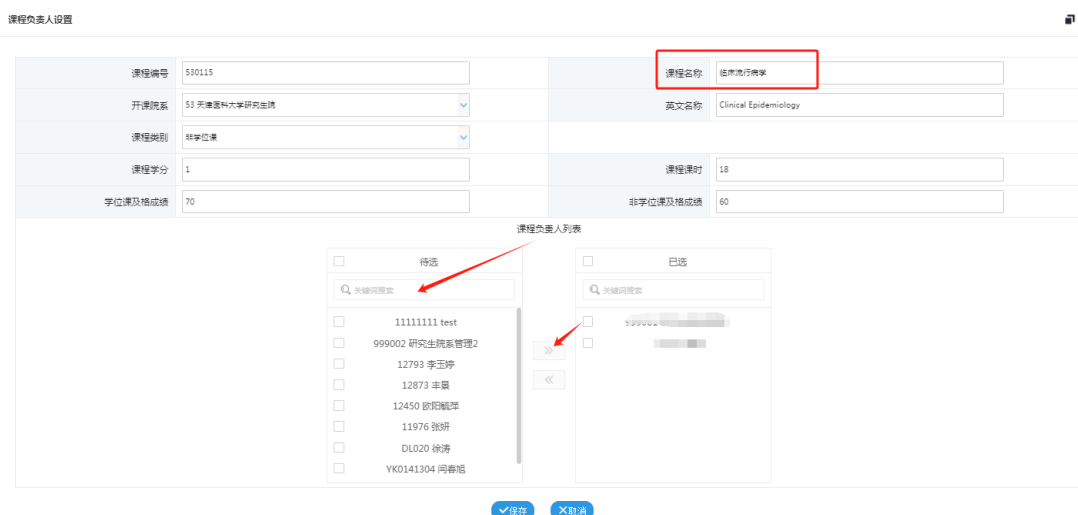 课程负责人设置
课程编号 530115 课程名称 临床流行病学
开课院系 53 天津医科大学研究生院 英文名称 Clinical Epidemiology
课程类别 非学位课
课程学分 1 课程课时 18
学位课及格成绩 70 非学位课及格成绩 60
课程负责人列表
待选 已选
关键词搜索 关键词搜索
11111111 test
999002 研究生院系管理2
12793 李玉婷
12873 丰景
12450 欧阳毓萍
11976 张妍
DL020 徐涛
YK0141304 闫春旭
保存 取消